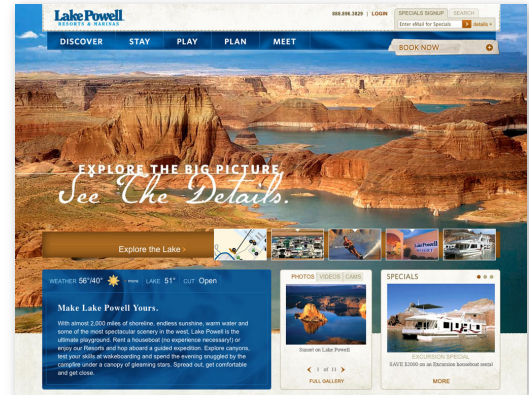 Lake Powell
RESORTS & MARINAS
888.896.3829 | LOGIN
SPECIALS SIGNUP
SEARCH
Enter eMail for Specials
details »
DISCOVER STAY PLAY PLAN MEET
BOOK NOW
EXPLORE THE BIG PICTURE
See The Details.
Explore the Lake >
WEATHER 56°/40° more LAKE 51° CUT Open
Make Lake Powell Yours.
With almost 2,000 miles of shoreline, endless sunshine, warm water and
some of the most spectacular scenery in the west, Lake Powell is the
ultimate playground. Rent a houseboat (no experience necessary!) or
enjoy our Resorts and hop aboard a guided expedition. Explore canyons,
test your skills at wakeboarding and spend the evening snuggled by the
campfire under a canopy of gleaming stars. Spread out, get comfortable
and get close.
PHOTOS VIDEOS CAMS
Sunset on Lake Powell
1 of 11
FULL GALLERY
SPECIALS
EXCURSION SPECIAL
SAVE $2000 on an Excursion houseboat rental
MORE